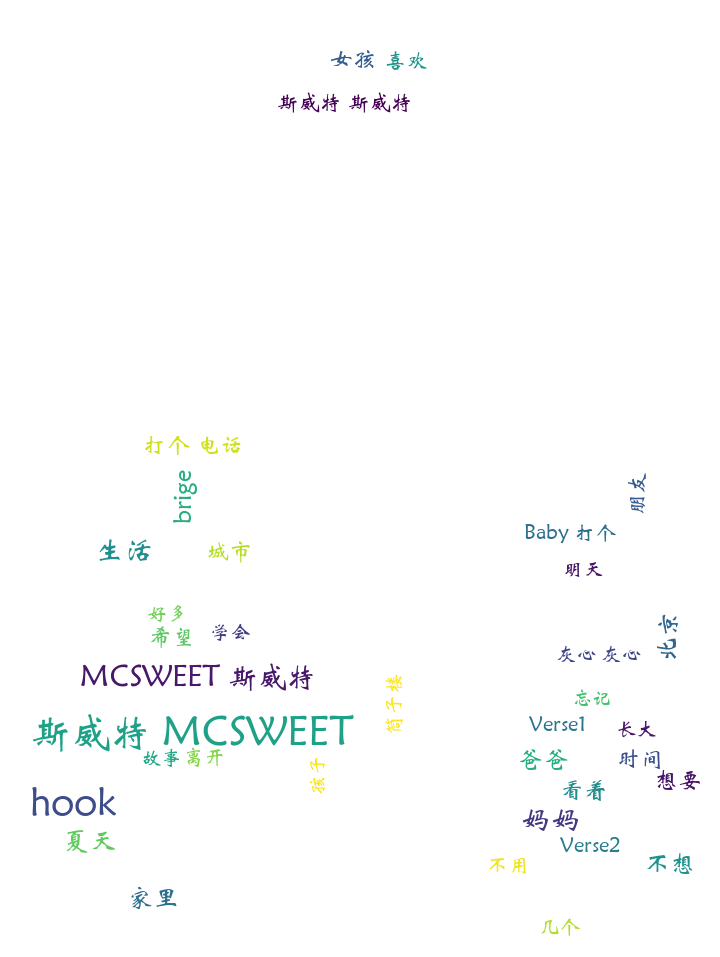 女孩 喜欢
斯威特 斯威特
打个 电话
brige
朋友
Baby 打个
生活
城市
明天
好多
希望
学会
北京
灰心 灰心
MCSWEET 斯威特
筒子楼
忘记
斯威特 MCSWEET
Verse1
长大
故事
离开
爸爸
时间
孩子
看着
想要
hook
妈妈
夏天
Verse2
不用
不想
家里
几个